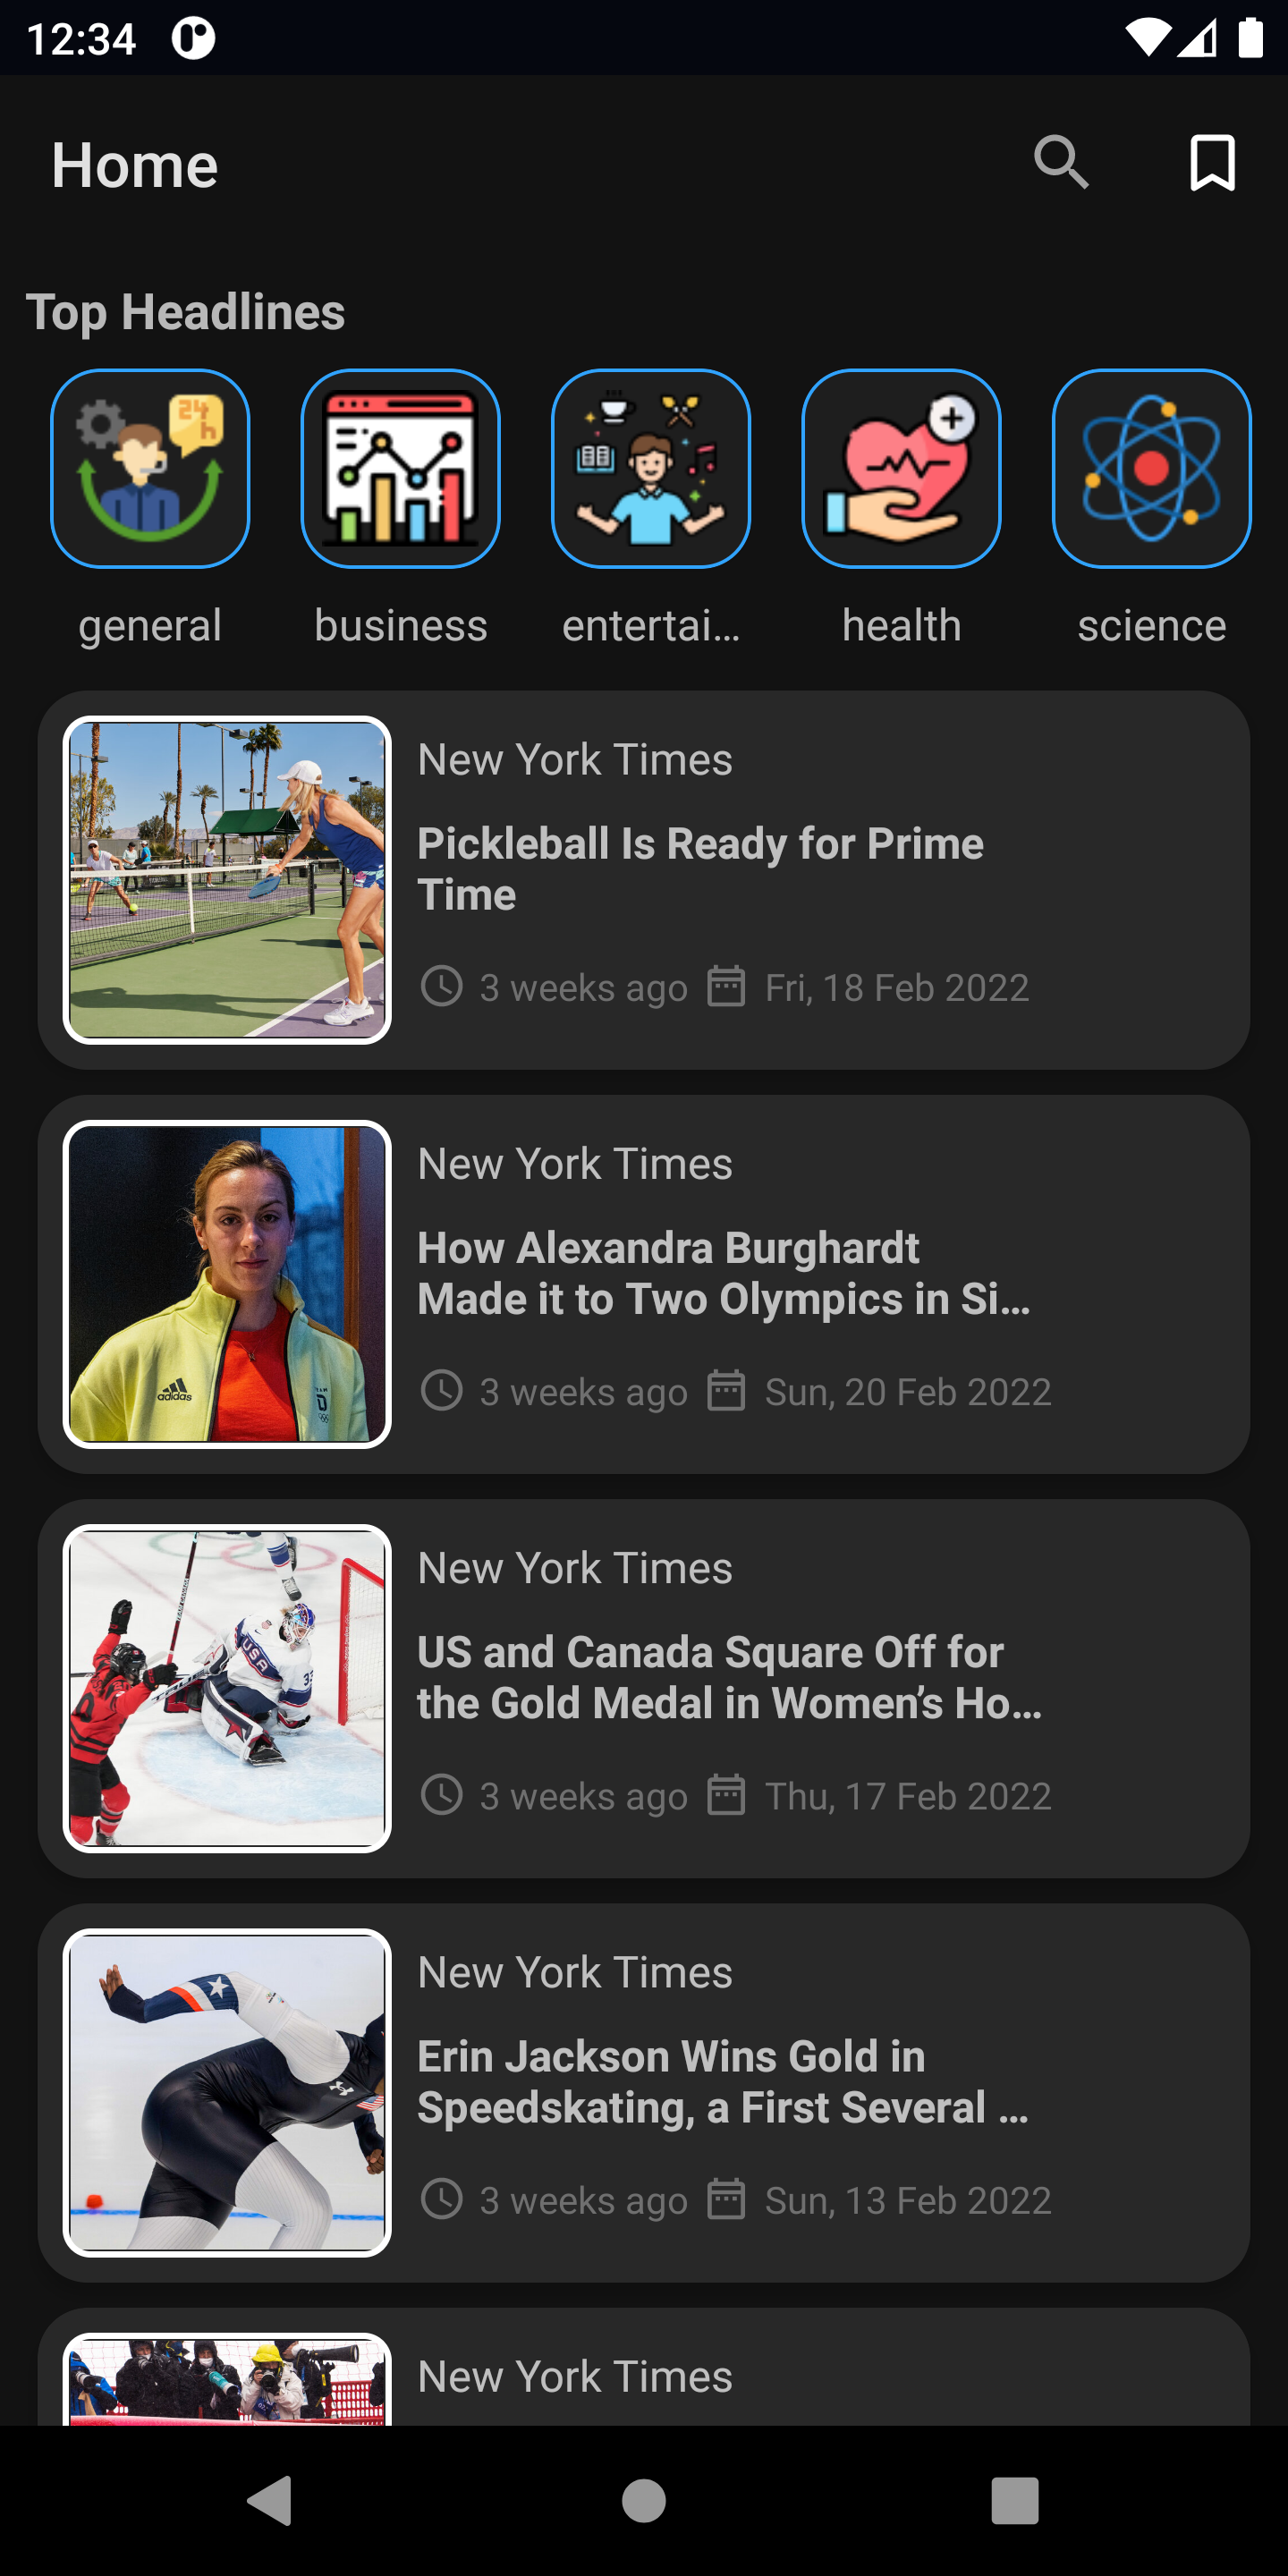 12:34
Home
Top Headlines
24
h
general
business
entertai...
health
science
New York Times
Pickleball Is Ready for Prime
Time
3 weeks ago
Fri, 18 Feb 2022
New York Times
How Alexandra Burghardt
Made it to Two Olympics in Si...
3 weeks ago
Sun, 20 Feb 2022
adidas
New York Times
US and Canada Square Off for
the Gold Medal in Women’s Ho...
3 weeks ago
Thu, 17 Feb 2022
USA
New York Times
Erin Jackson Wins Gold in
Speedskating, a First Several ...
3 weeks ago
Sun, 13 Feb 2022
New York Times